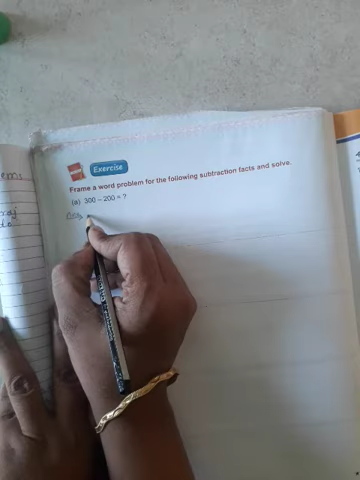 Exercise
Frame a word problem for the following subtraction facts and solve.
(a) 300 – 200 = ?